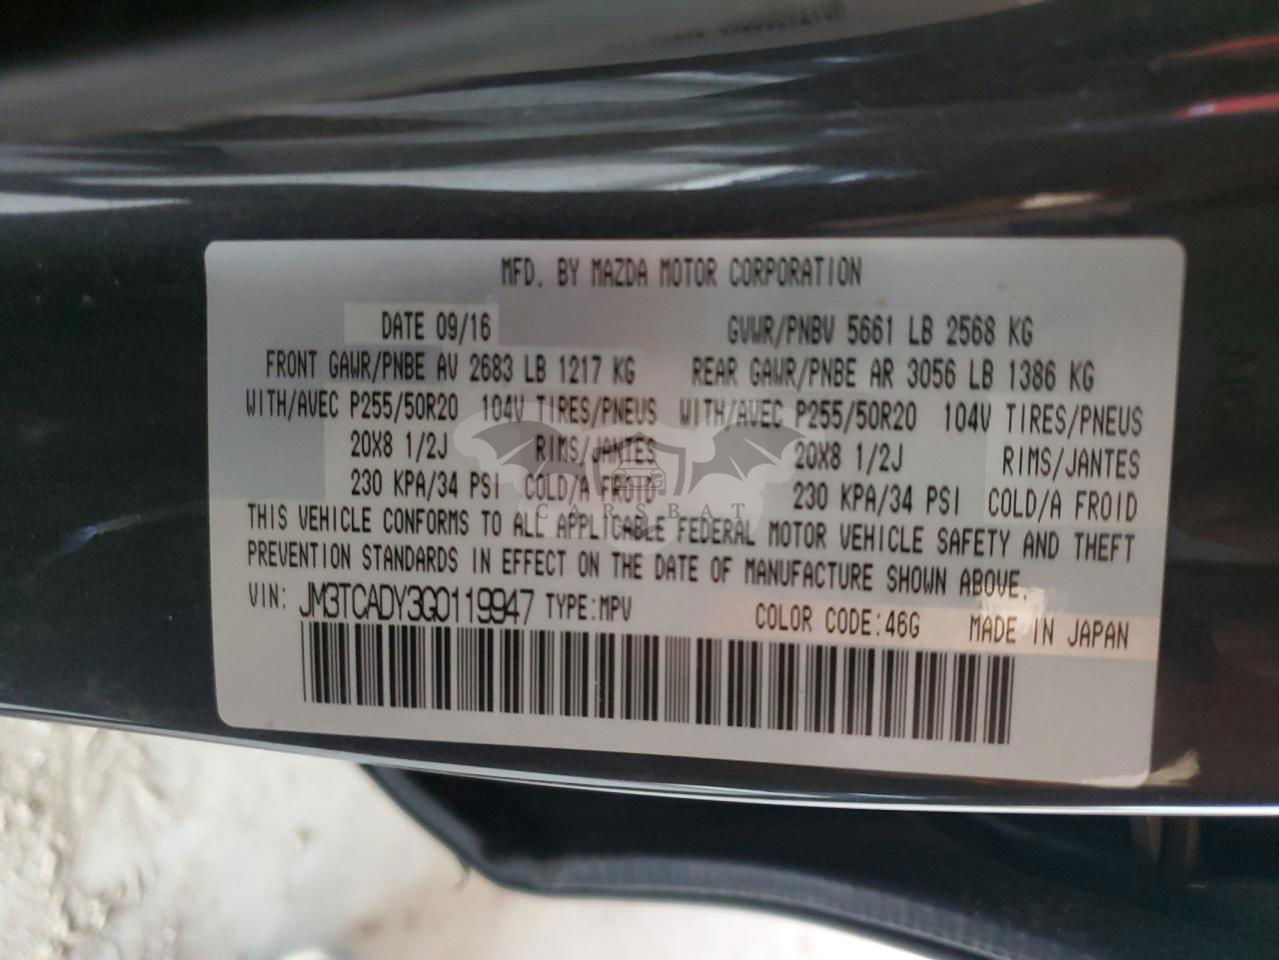 MFD. BY MAZDA MOTOR CORPORATION
DATE 09/16 GVWR/PNBV 5661 LB 2568 KG
FRONT GAWR/PNBE AV 2683 LB 1217 KG REAR GAWR/PNBE AR 3056 LB 1386 KG
WITH/AVEC P255/50R20 104V TIRES/PNEUS WITH/AVEC P255/50R20 104V TIRES/PNEUS
20X8 1/2J RIMS/JANTES 20X8 1/2J RIMS/JANTES
230 KPA/34 PSI COLD/A FROID 230 KPA/34 PSI COLD/A FROID
CARSBAT
THIS VEHICLE CONFORMS TO ALL APPLICABLE FEDERAL MOTOR VEHICLE SAFETY AND THEFT
PREVENTION STANDARDS IN EFFECT ON THE DATE OF MANUFACTURE SHOWN ABOVE.
VIN: JM3TCADY3G0119947 TYPE:MPV COLOR CODE:46G MADE IN JAPAN